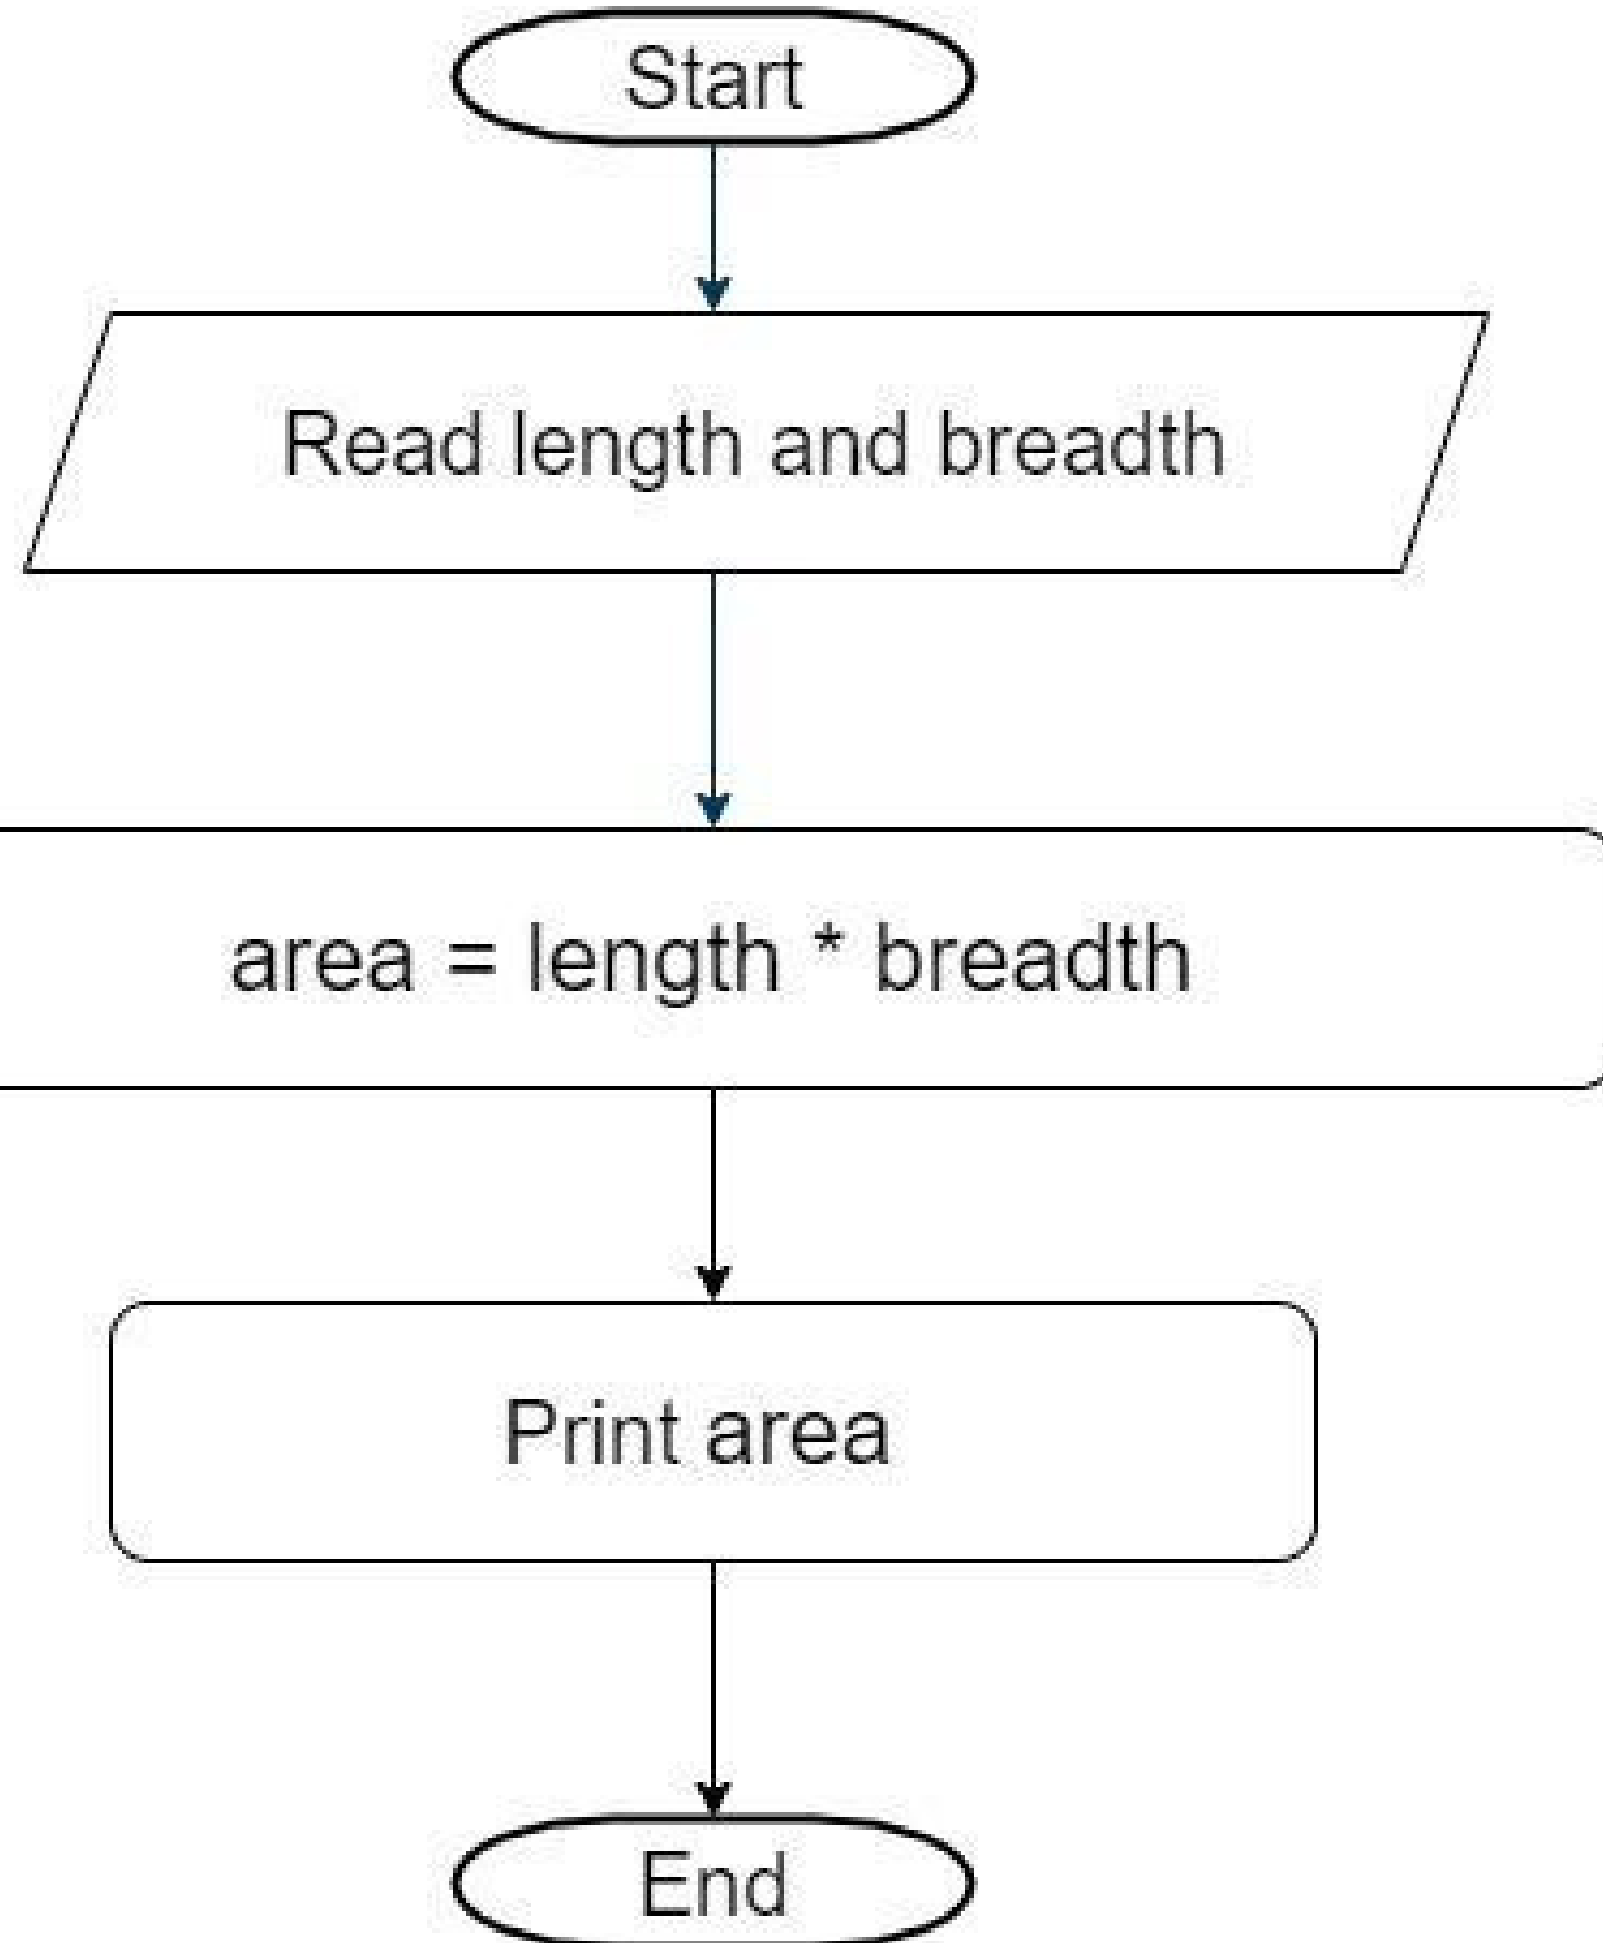 Start
Read length and breadth
area = length * breadth
Print area
End